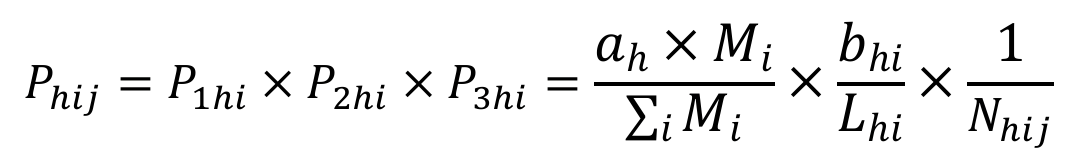 P_{hij} = P_{1hi} × P_{2hi} × P_{3hi} = \frac{a_h × M_i}{∑_i M_i} × \frac{b_{hi}}{L_{hi}} × \frac{1}{N_{hij}}